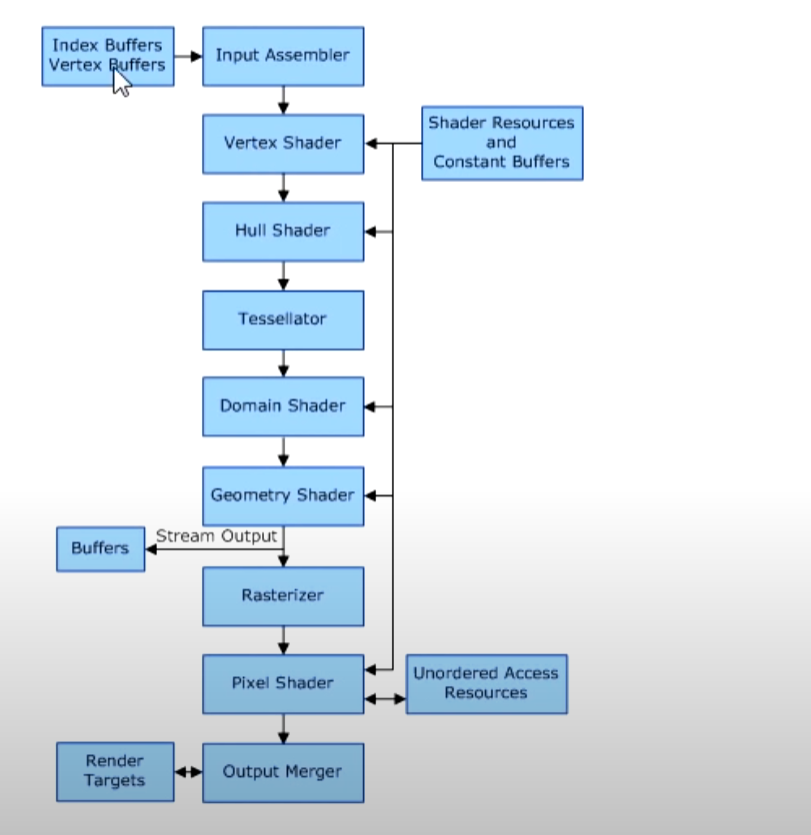 Index Buffers
Vertex Buffers
Input Assembler
Vertex Shader
Shader Resources
and
Constant Buffers
Hull Shader
Tessellator
Domain Shader
Geometry Shader
Stream Output
Buffers
Rasterizer
Pixel Shader
Unordered Access
Resources
Render
Targets
Output Merger